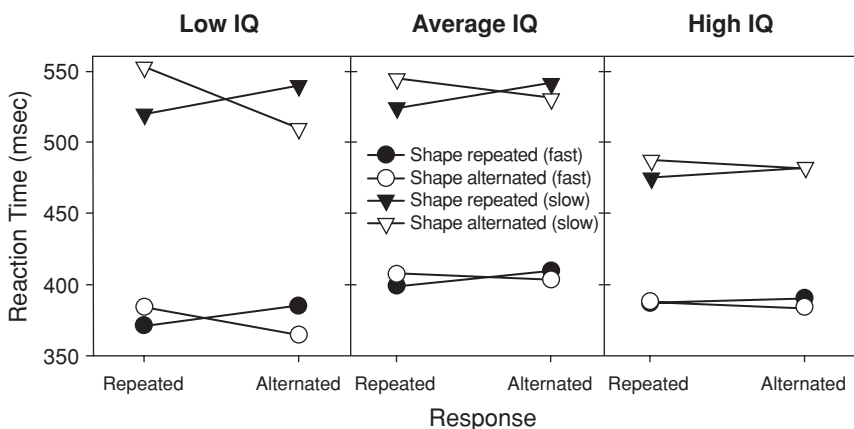 Low IQ
Average IQ
High IQ
Reaction Time (msec)
550
500
450
400
350
Shape repeated (fast)
Shape alternated (fast)
Shape repeated (slow)
Shape alternated (slow)
Repeated
Alternated
Repeated
Alternated
Repeated
Alternated
Response